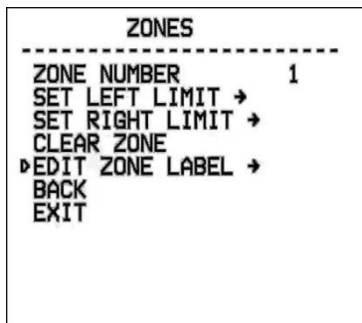 ZONES
------------------------
ZONE NUMBER 1
SET LEFT LIMIT →
SET RIGHT LIMIT →
CLEAR ZONE
▹EDIT ZONE LABEL →
BACK
EXIT